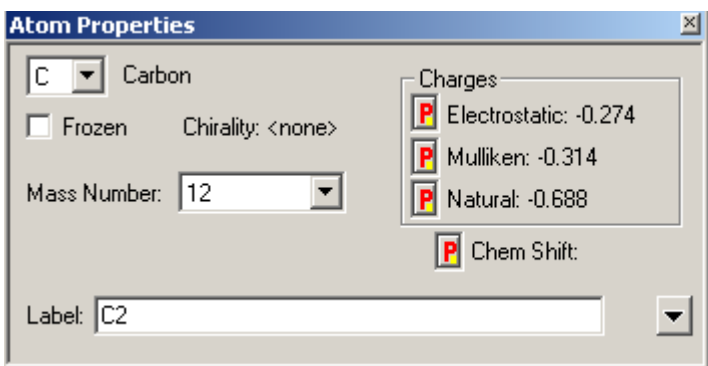 Atom Properties
C Carbon
Frozen Chirality: <none>
Mass Number: 12
Charges
P Electrostatic: -0.274
P Mulliken: -0.314
P Natural: -0.688
P Chem Shift:
Label: C2